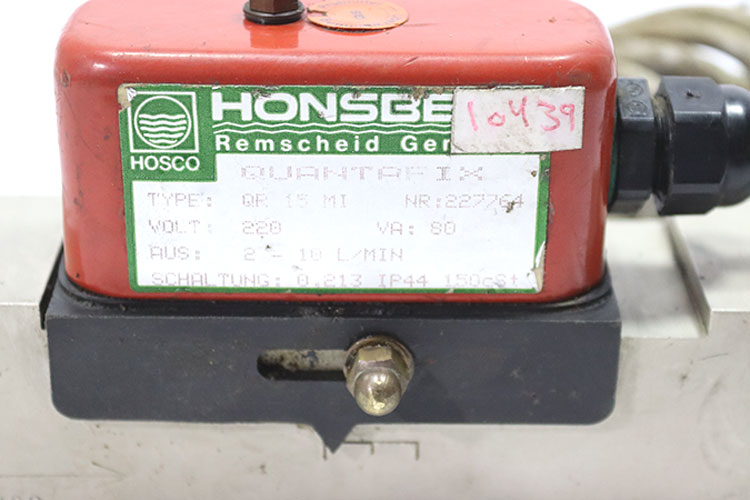 HONSBE
10439
Remscheid Ger
HOSCO
QUANTAFIX
TYPE: QR 15 MI NR:227764
VOLT: 220 VA: 80
AUS: 2 - 10 L/MIN
SCHALTUNG: 0.213 IP44 150cSt